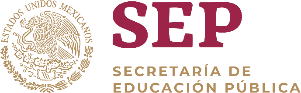 ESTADOS UNIDOS MEXICANOS
SEP
SECRETARÍA DE
EDUCACIÓN PÚBLICA